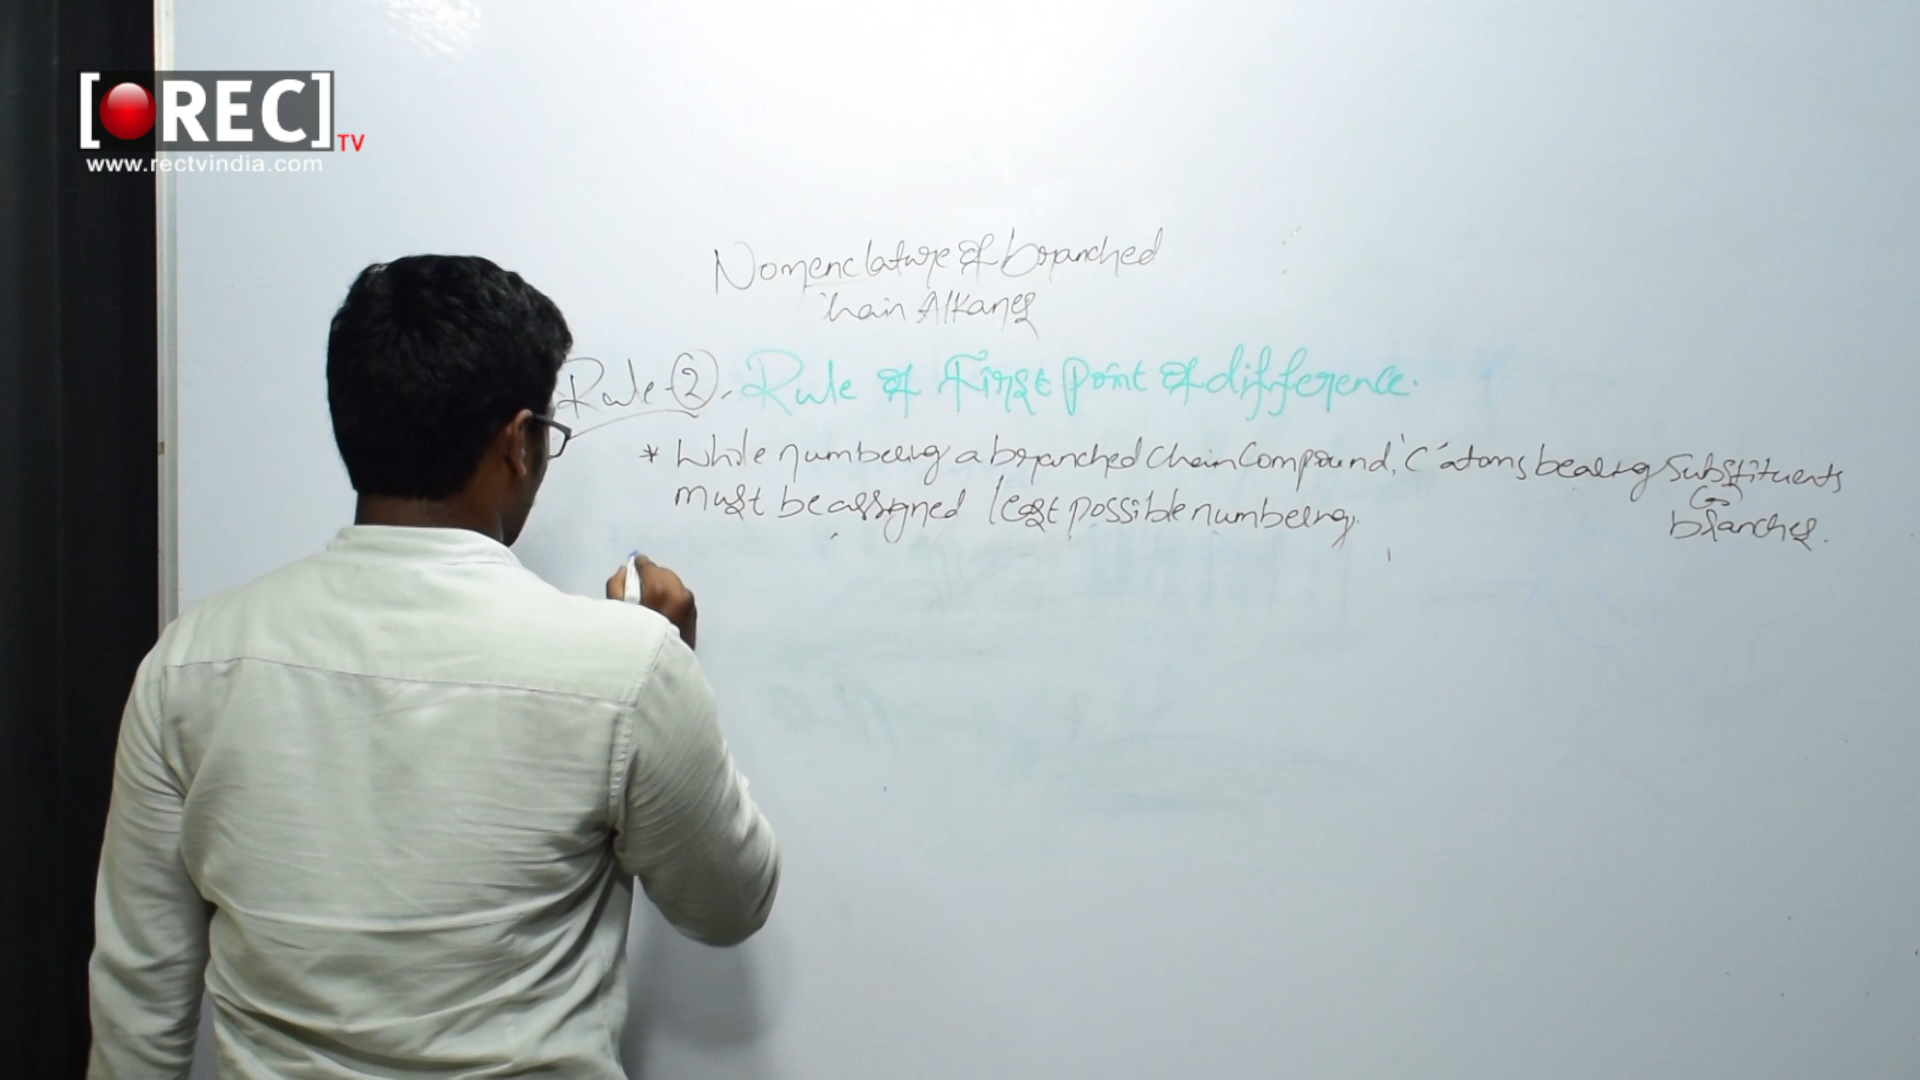 [REC] TV
www.rectvindia.com
Nomenclature of branched
chain Alkanes
Rule-②. Rule of First point of difference.
* While numbering a branched chain compound, 'C' atoms bearing Substituents
must be assigned least possible numbering.
branches.